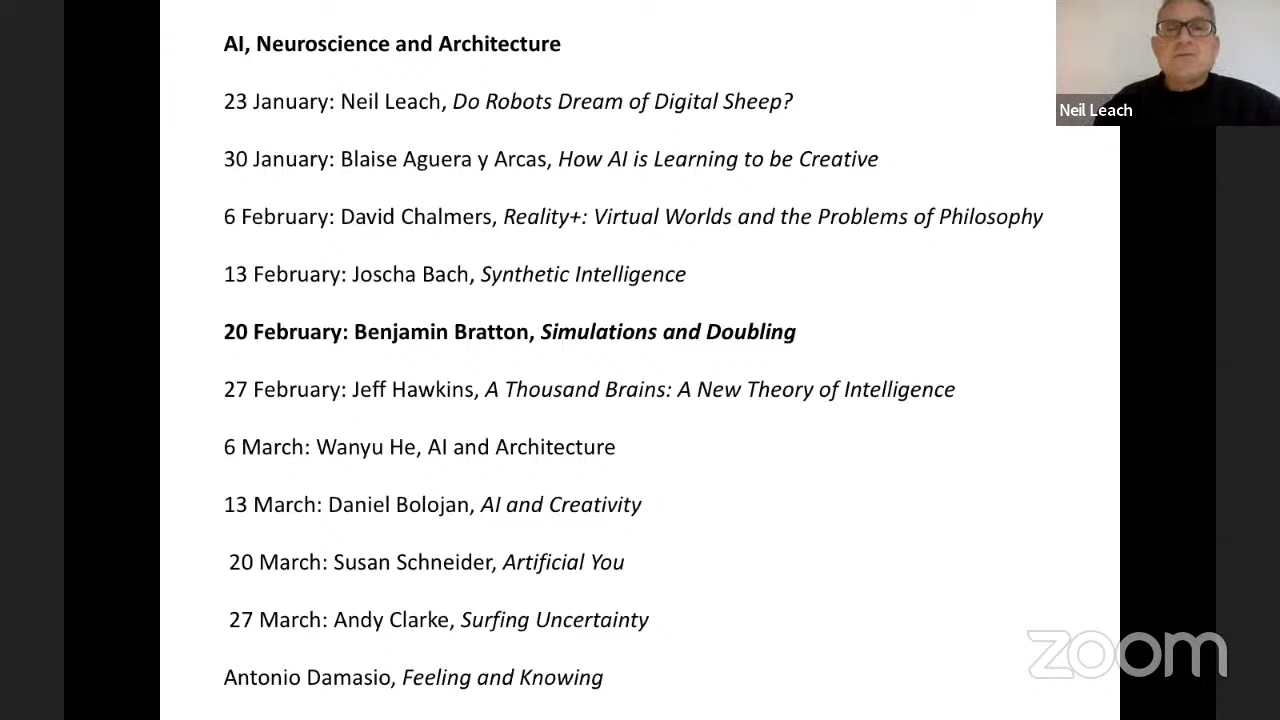 AI, Neuroscience and Architecture
23 January: Neil Leach, Do Robots Dream of Digital Sheep?
30 January: Blaise Aguera y Arcas, How AI is Learning to be Creative
6 February: David Chalmers, Reality+: Virtual Worlds and the Problems of Philosophy
13 February: Joscha Bach, Synthetic Intelligence
20 February: Benjamin Bratton, Simulations and Doubling
27 February: Jeff Hawkins, A Thousand Brains: A New Theory of Intelligence
6 March: Wanyu He, AI and Architecture
13 March: Daniel Bolojan, AI and Creativity
20 March: Susan Schneider, Artificial You
27 March: Andy Clarke, Surfing Uncertainty
Antonio Damasio, Feeling and Knowing
Neil Leach
zoom